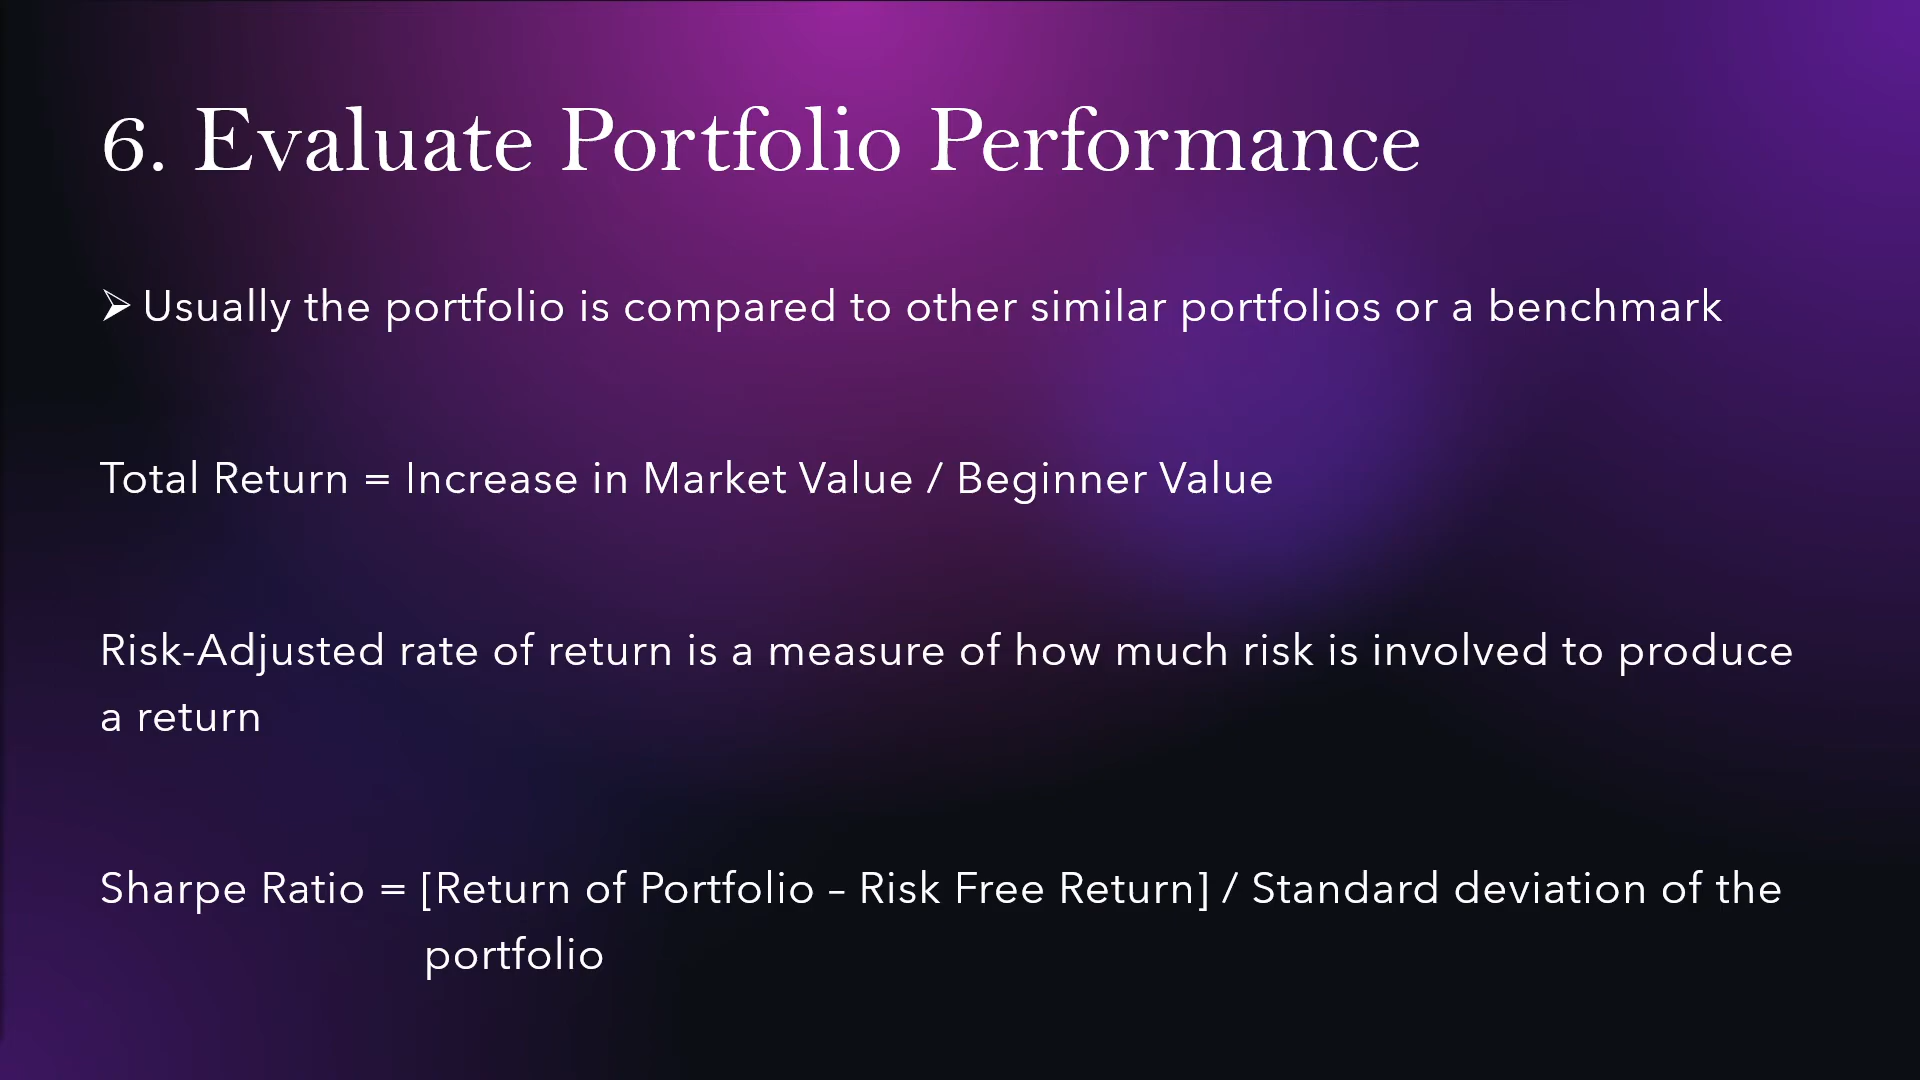 6. Evaluate Portfolio Performance
➢ Usually the portfolio is compared to other similar portfolios or a benchmark
Total Return = Increase in Market Value / Beginner Value
Risk-Adjusted rate of return is a measure of how much risk is involved to produce
a return
Sharpe Ratio = [Return of Portfolio – Risk Free Return] / Standard deviation of the
portfolio